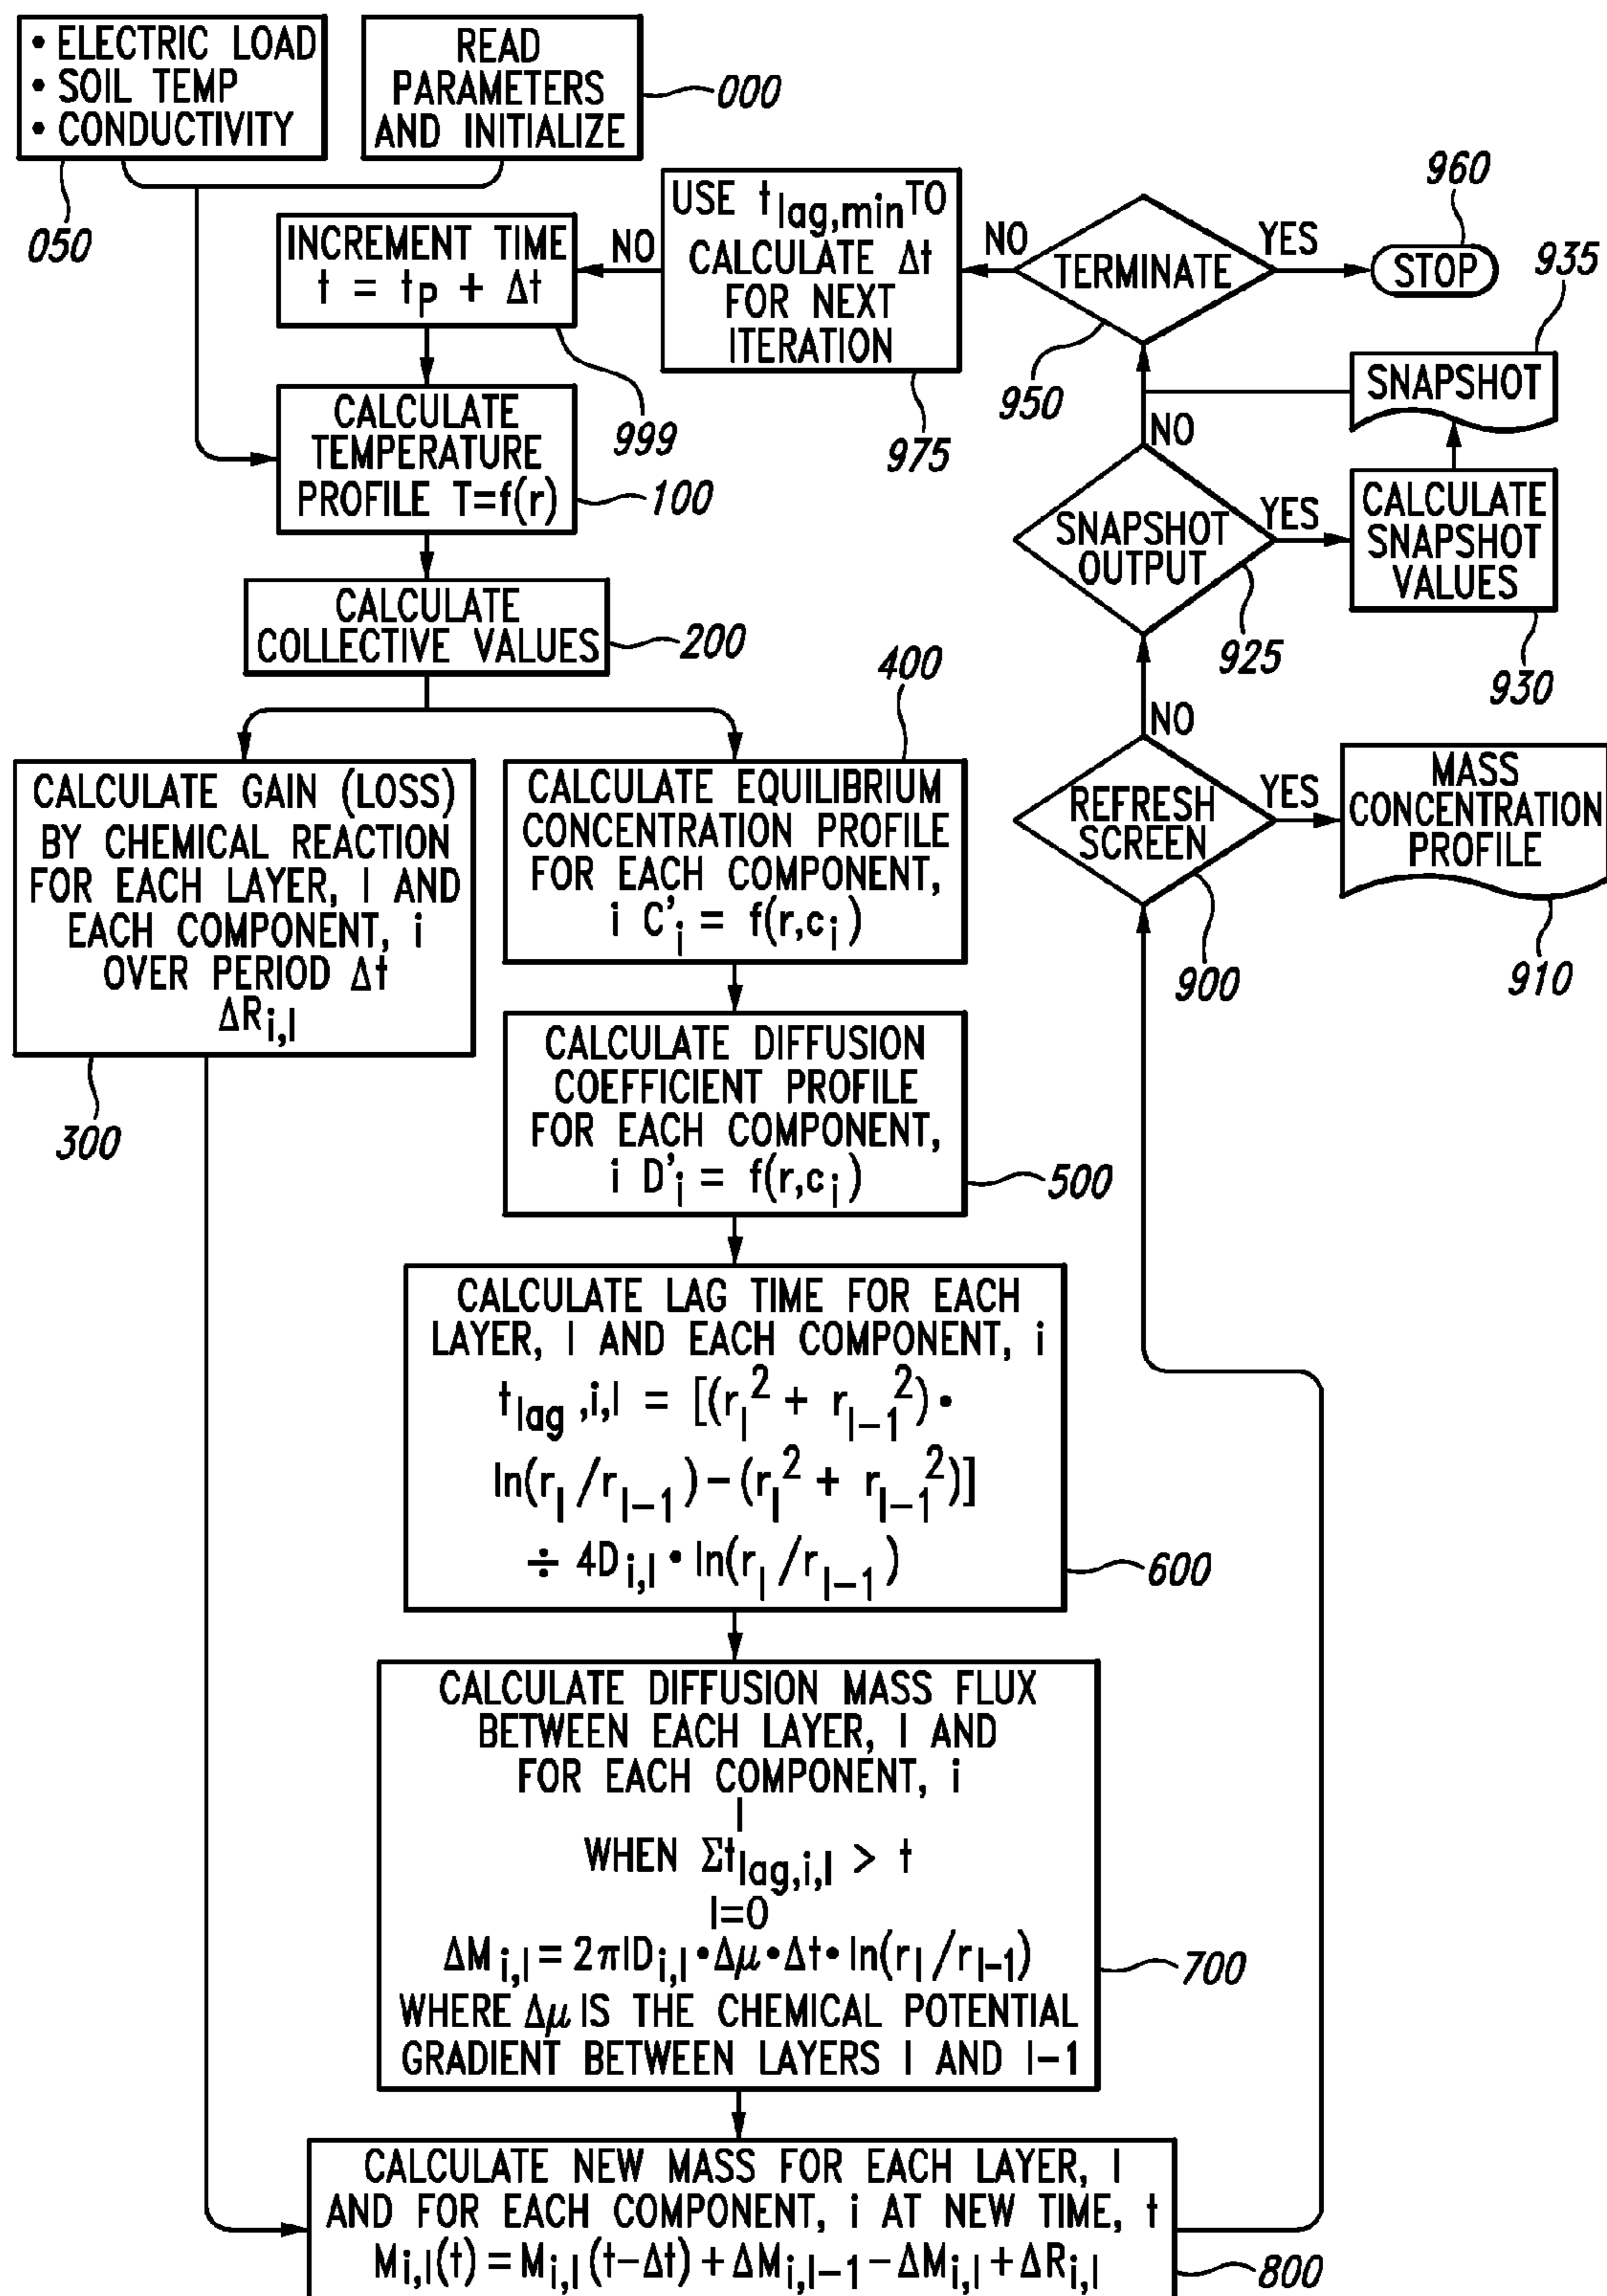 • ELECTRIC LOAD
• SOIL TEMP
• CONDUCTIVITY
050
READ
PARAMETERS
AND INITIALIZE
000
INCREMENT TIME
t = tp + Δt
999
NO
USE tlag,min TO
CALCULATE Δt
FOR NEXT
ITERATION
975
NO
TERMINATE
950
YES
STOP
960
SNAPSHOT
935
CALCULATE
TEMPERATURE
PROFILE T=f(r)
100
NO
SNAPSHOT
OUTPUT
925
YES
CALCULATE
SNAPSHOT
VALUES
930
CALCULATE
COLLECTIVE VALUES
200
NO
REFRESH
SCREEN
900
YES
MASS
CONCENTRATION
PROFILE
910
CALCULATE GAIN (LOSS)
BY CHEMICAL REACTION
FOR EACH LAYER, l AND
EACH COMPONENT, i
OVER PERIOD Δt
ΔRi,l
300
400
CALCULATE EQUILIBRIUM
CONCENTRATION PROFILE
FOR EACH COMPONENT,
i C'i = f(r,ci)
CALCULATE DIFFUSION
COEFFICIENT PROFILE
FOR EACH COMPONENT,
i D'i = f(r,ci)
500
CALCULATE LAG TIME FOR EACH
LAYER, l AND EACH COMPONENT, i
tlag,i,l = [(rl² + rl-1²)•
ln(rl/rl-1)-(rl² + rl-1²)]
÷ 4Di,l•ln(rl/rl-1)
600
CALCULATE DIFFUSION MASS FLUX
BETWEEN EACH LAYER, l AND
FOR EACH COMPONENT, i
l
WHEN Σtlag,i,l > t
l=0
ΔMi,l=2πlDi,l•Δμ•Δt•ln(rl/rl-1)
WHERE Δμ IS THE CHEMICAL POTENTIAL
GRADIENT BETWEEN LAYERS l AND l-1
700
CALCULATE NEW MASS FOR EACH LAYER, l
AND FOR EACH COMPONENT, i AT NEW TIME, t
Mi,l(t)=Mi,l(t-Δt)+ΔMi,l-1-ΔMi,l+ΔRi,l
800